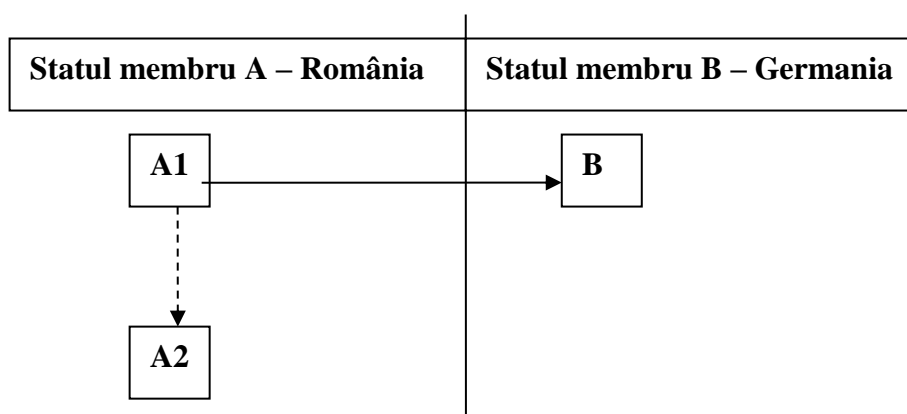 Statul membru A – România
Statul membru B – Germania
A1
B
A2